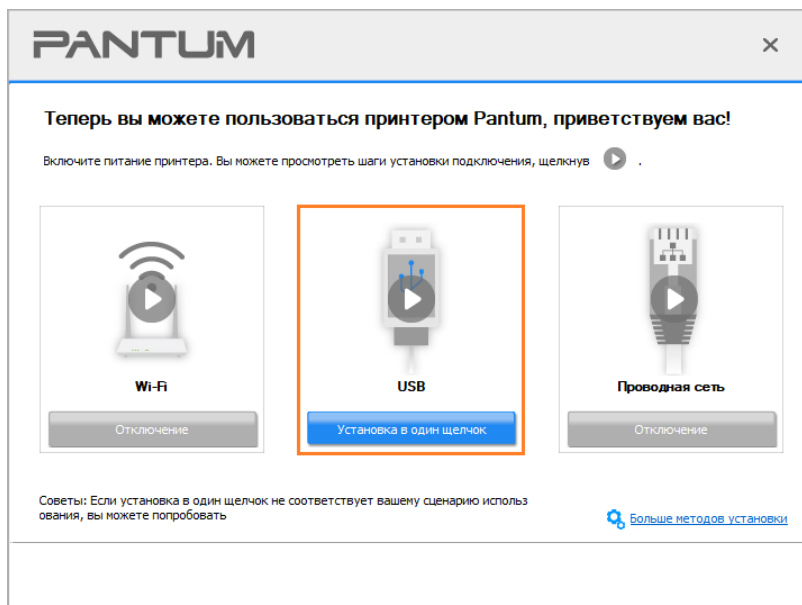 PANTUM
Теперь вы можете пользоваться принтером Pantum, приветствуем вас!
Включите питание принтера. Вы можете просмотреть шаги установки подключения, щелкнув .
Wi-Fi
USB
Проводная сеть
Отключение
Установка в один щелчок
Отключение
Советы: Если установка в один щелчок не соответствует вашему сценарию использ
ования, вы можете попробовать
Больше методов установки